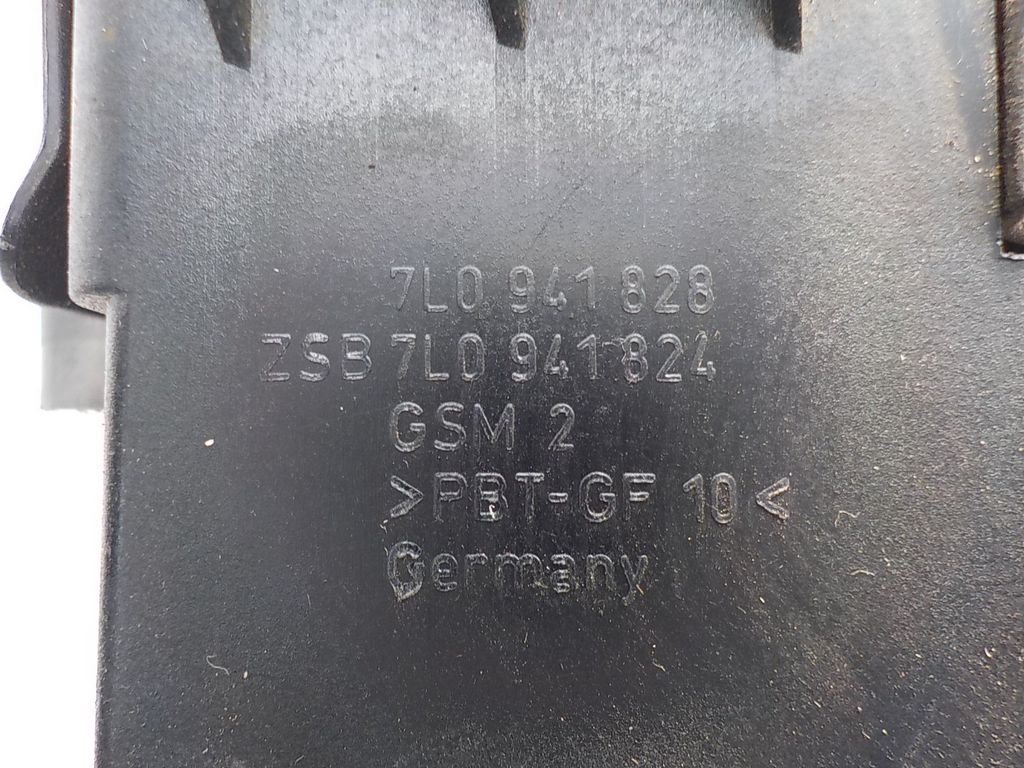 7L0 941 828
ZSB 7L0 941 824
GSM 2
>PBT-GF 10<
Germany